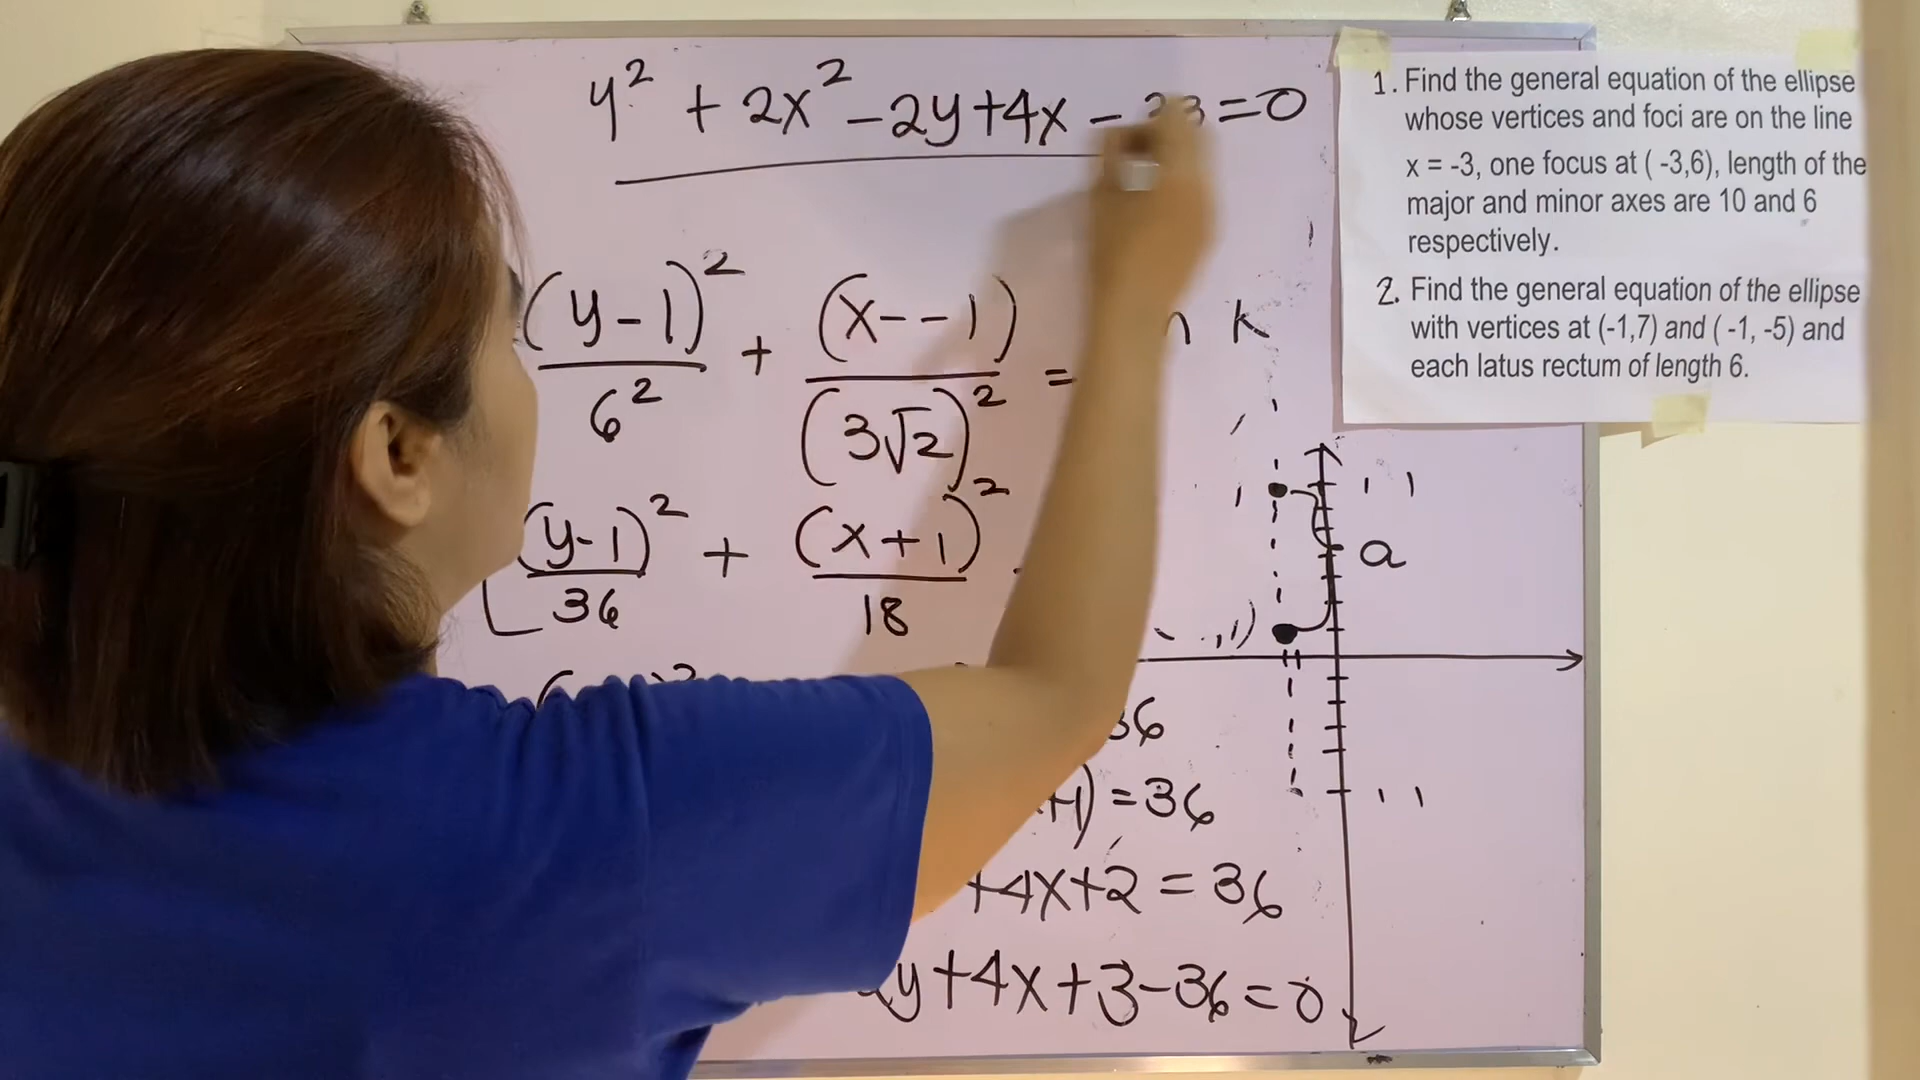 y² + 2x² - 2y + 4x - 33 = 0
(y - 1)² / 6² + (x - -1) / (3√2)² =
k
(y - 1)² / 36 + (x + 1)² / 18
36
+1) = 36
+4x + 2 = 36
y + 4x + 3 - 36 = 0
a
,1)
1. Find the general equation of the ellipse
whose vertices and foci are on the line
x = -3, one focus at ( -3,6), length of the
major and minor axes are 10 and 6
respectively.
2. Find the general equation of the ellipse
with vertices at (-1,7) and ( -1, -5) and
each latus rectum of length 6.